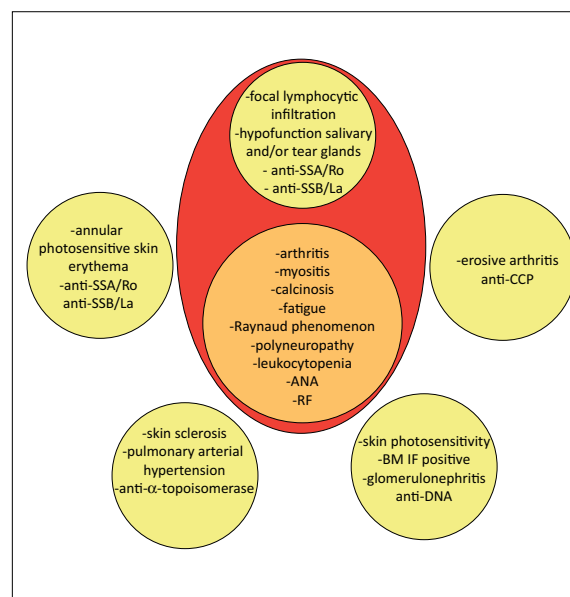 -focal lymphocytic
infiltration
-hypofunction salivary
and/or tear glands
- anti-SSA/Ro
- anti-SSB/La
-annular
photosensitive skin
erythema
-anti-SSA/Ro
anti-SSB/La
-arthritis
-myositis
-calcinosis
-fatigue
-Raynaud phenomenon
-polyneuropathy
-leukocytopenia
-ANA
-RF
-erosive arthritis
anti-CCP
-skin sclerosis
-pulmonary arterial
hypertension
-anti-α-topoisomerase
-skin photosensitivity
-BM IF positive
-glomerulonephritis
anti-DNA